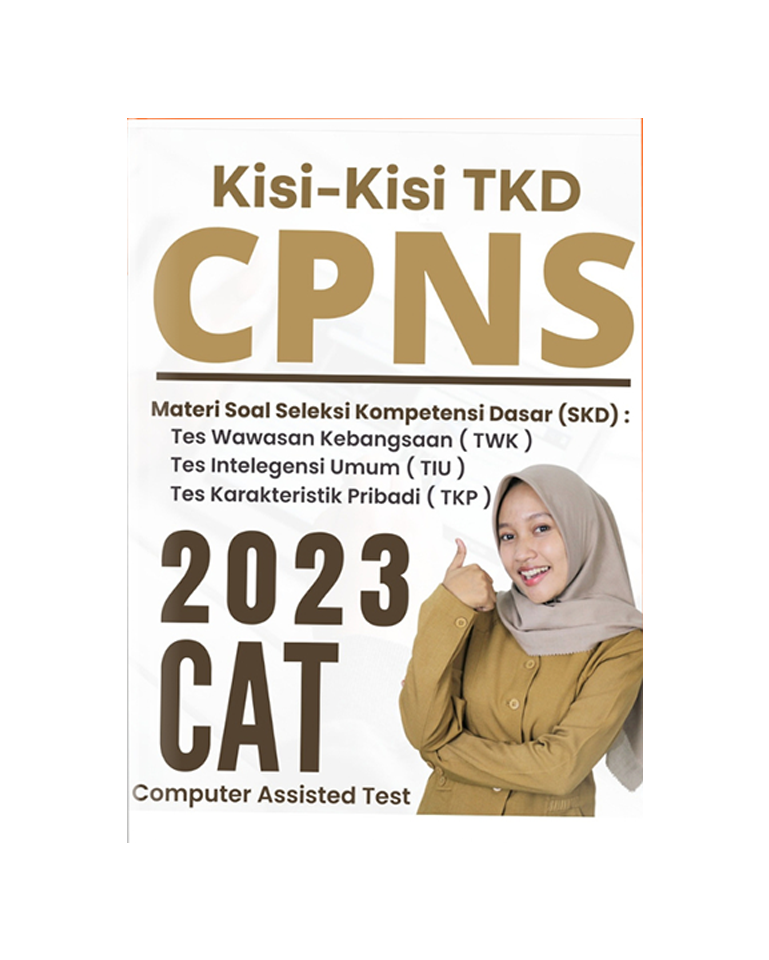 Kisi-Kisi TKD
CPNS
Materi Soal Seleksi Kompetensi Dasar (SKD) :
Tes Wawasan Kebangsaan ( TWK )
Tes Intelegensi Umum ( TIU )
Tes Karakteristik Pribadi ( TKP )
2023
CAT
Computer Assisted Test